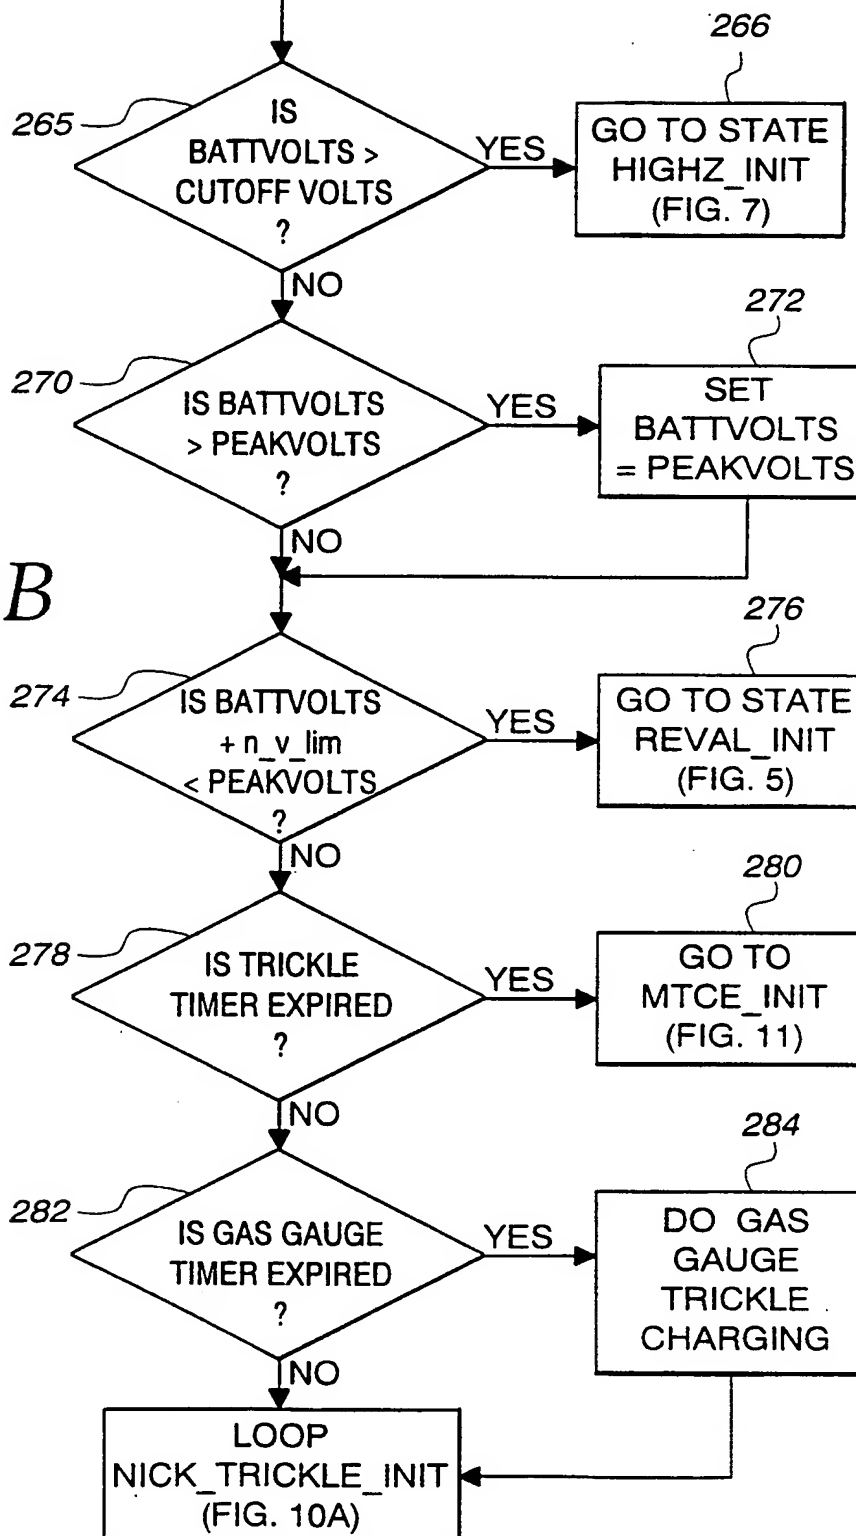 266
265
IS
BATTVOLTS >
CUTOFF VOLTS
?
YES
GO TO STATE
HIGHZ_INIT
(FIG. 7)
NO
272
270
IS BATTVOLTS
> PEAKVOLTS
?
YES
SET
BATTVOLTS
= PEAKVOLTS
NO
B
276
274
IS BATTVOLTS
+ n_v_lim
< PEAKVOLTS
?
YES
GO TO STATE
REVAL_INIT
(FIG. 5)
NO
280
278
IS TRICKLE
TIMER EXPIRED
?
YES
GO TO
MTCE_INIT
(FIG. 11)
NO
284
282
IS GAS GAUGE
TIMER EXPIRED
?
YES
DO GAS
GAUGE
TRICKLE
CHARGING
NO
LOOP
NICK_TRICKLE_INIT
(FIG. 10A)